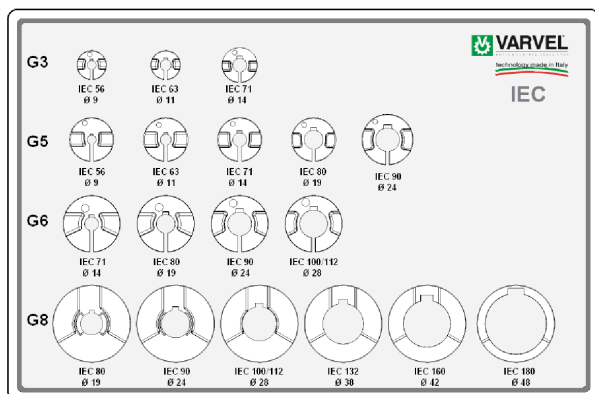 VARVEL
technology made in Italy
IEC
G3
IEC 56 IEC 63 IEC 71
Ø 9 Ø 11 Ø 14
G5
IEC 56 IEC 63 IEC 71 IEC 80 IEC 90
Ø 9 Ø 11 Ø 14 Ø 19 Ø 24
G6
IEC 71 IEC 80 IEC 90 IEC 100/112
Ø 14 Ø 19 Ø 24 Ø 28
G8
IEC 80 IEC 90 IEC 100/112 IEC 132 IEC 160 IEC 180
Ø 19 Ø 24 Ø 28 Ø 38 Ø 42 Ø 48